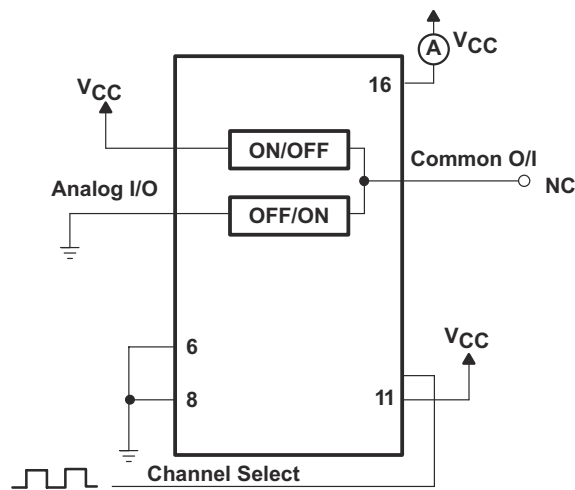 A
VCC
16
VCC
ON/OFF
Common O/I
Analog I/O
NC
OFF/ON
6
VCC
8
11
Channel Select